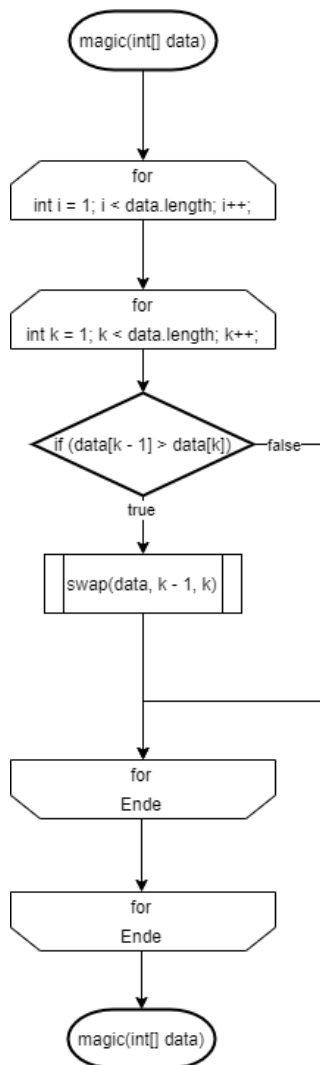 magic(int[] data)
for
int i = 1; i < data.length; i++;
for
int k = 1; k < data.length; k++;
if (data[k - 1] > data[k])
false
true
swap(data, k - 1, k)
for
Ende
for
Ende
magic(int[] data)